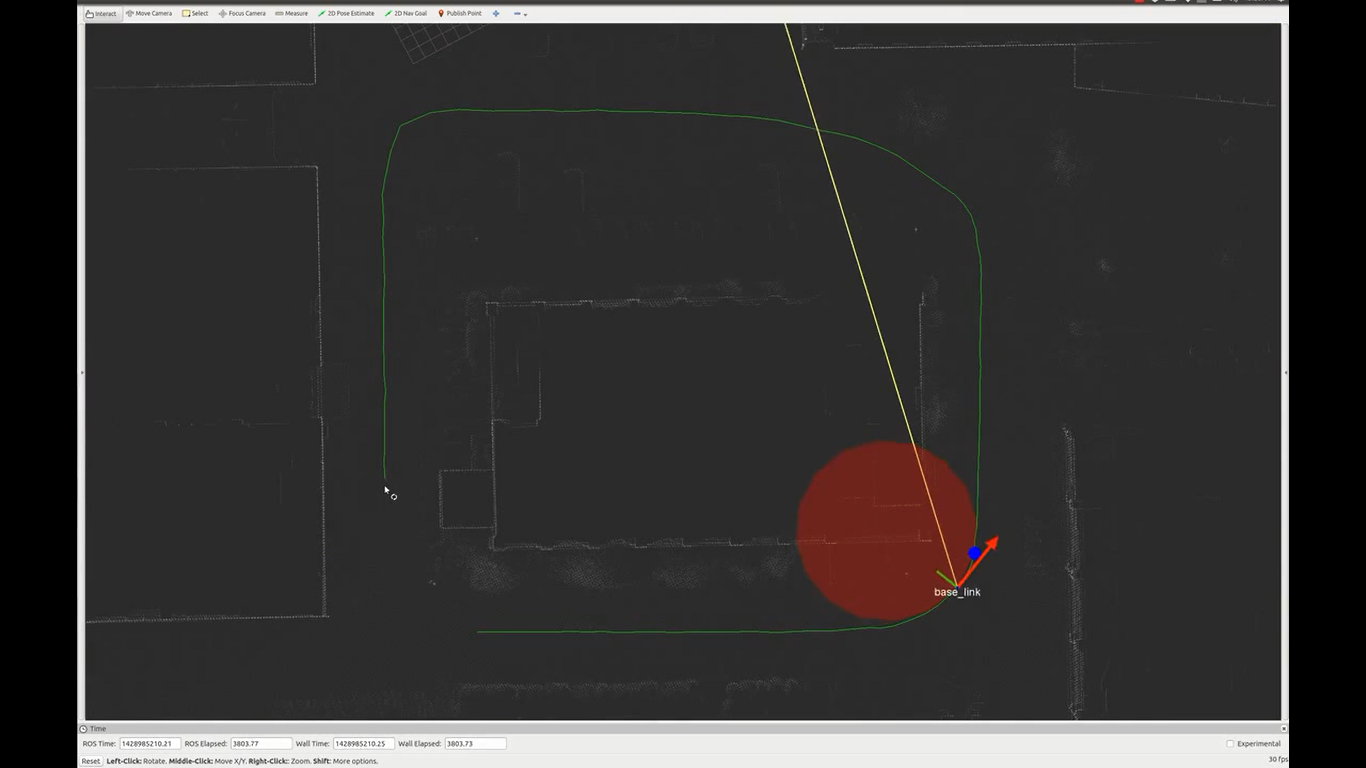 Interact Move Camera Select Focus Camera Measure 2D Pose Estimate 2D Nav Goal Publish Point
base_link
Time
ROS Time: 1428985210.21 ROS Elapsed: 3803.77 Wall Time: 1428985210.25 Wall Elapsed: 3803.73 Experimental
Reset Left-Click: Rotate. Middle-Click: Move X/Y. Right-Click:: Zoom. Shift: More options. 30 fps